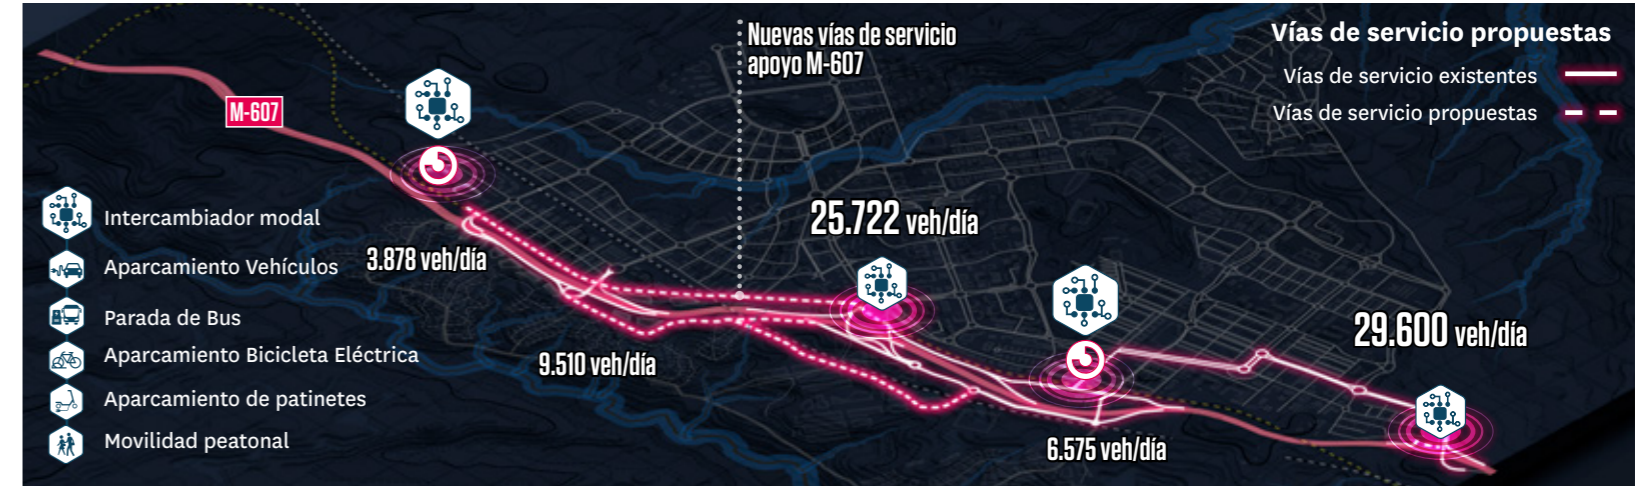 Nuevas vías de servicio
apoyo M-607
Vías de servicio propuestas
Vías de servicio existentes
Vías de servicio propuestas
M-607
Intercambiador modal
Aparcamiento Vehículos
Parada de Bus
Aparcamiento Bicicleta Eléctrica
Aparcamiento de patinetes
Movilidad peatonal
3.878 veh/día
25.722 veh/día
9.510 veh/día
29.600 veh/día
6.575 veh/día